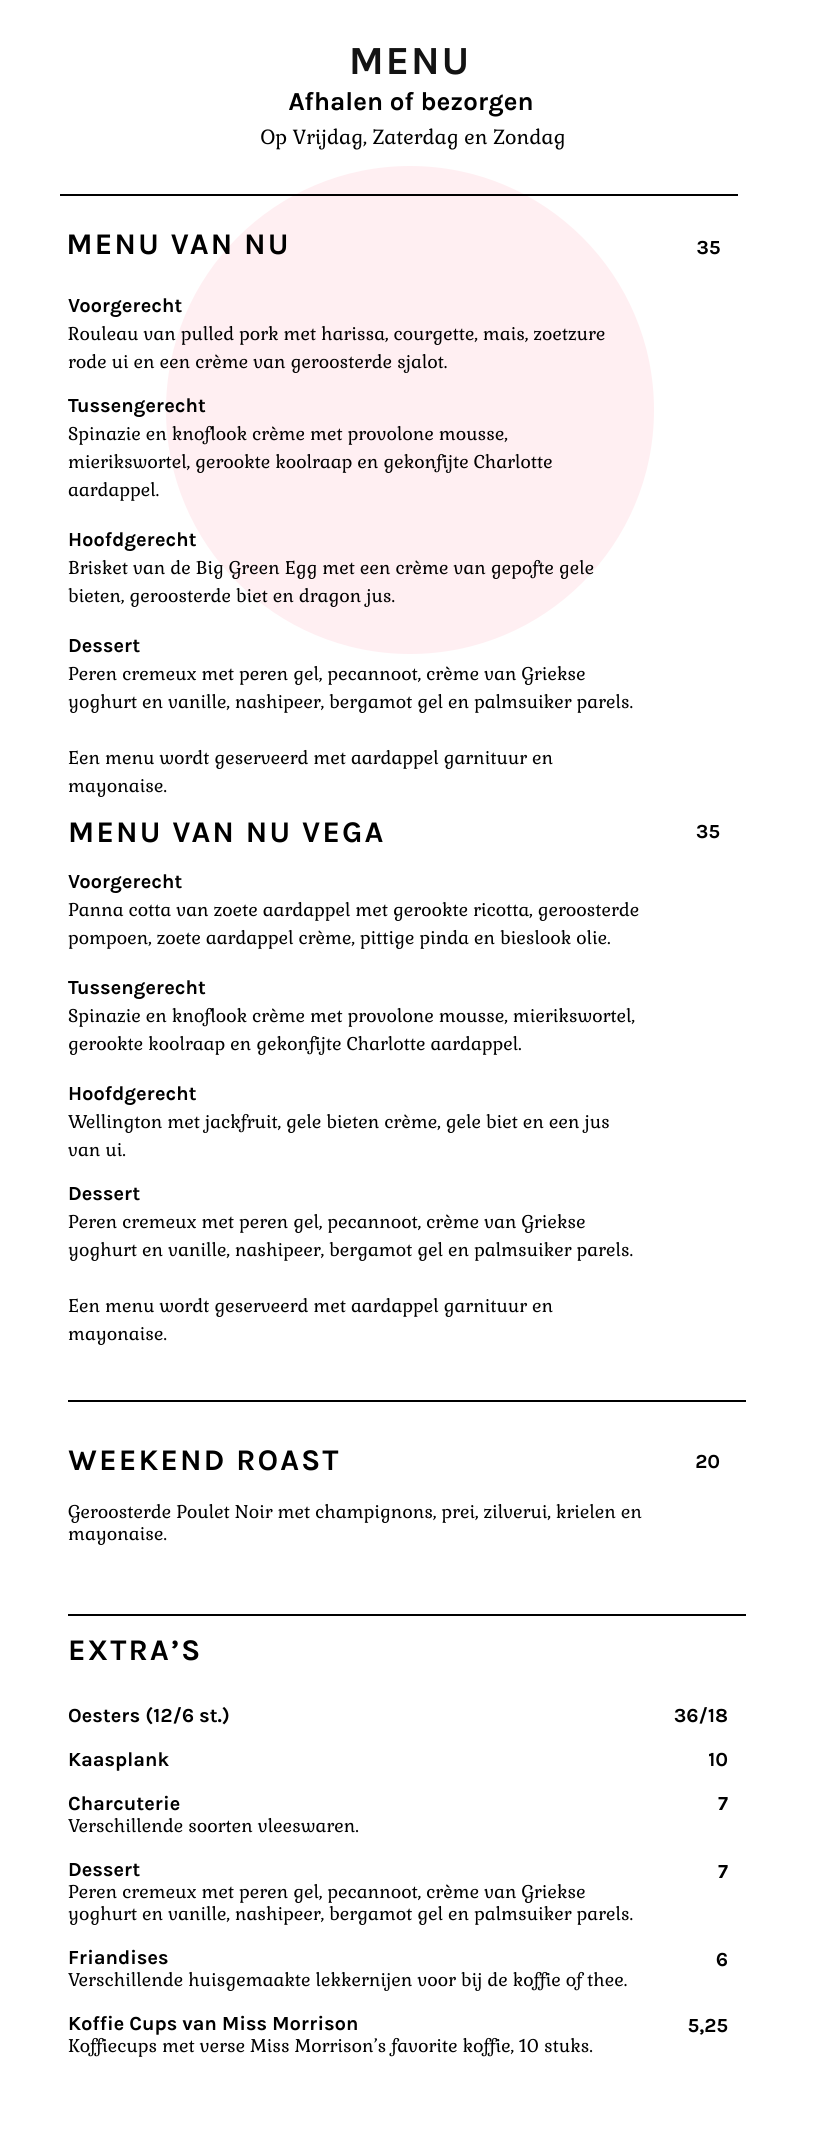 MENU
Afhalen of bezorgen
Op Vrijdag, Zaterdag en Zondag
MENU VAN NU 35
Voorgerecht
Rouleau van pulled pork met harissa, courgette, mais, zoetzure
rode ui en een crème van geroosterde sjalot.
Tussengerecht
Spinazie en knoflook crème met provolone mousse,
mierikswortel, gerookte koolraap en gekonfijte Charlotte
aardappel.
Hoofdgerecht
Brisket van de Big Green Egg met een crème van gepofte gele
bieten, geroosterde biet en dragon jus.
Dessert
Peren cremeux met peren gel, pecannoot, crème van Griekse
yoghurt en vanille, nashipeer, bergamot gel en palmsuiker parels.
Een menu wordt geserveerd met aardappel garnituur en
mayonaise.
MENU VAN NU VEGA 35
Voorgerecht
Panna cotta van zoete aardappel met gerookte ricotta, geroosterde
pompoen, zoete aardappel crème, pittige pinda en bieslook olie.
Tussengerecht
Spinazie en knoflook crème met provolone mousse, mierikswortel,
gerookte koolraap en gekonfijte Charlotte aardappel.
Hoofdgerecht
Wellington met jackfruit, gele bieten crème, gele biet en een jus
van ui.
Dessert
Peren cremeux met peren gel, pecannoot, crème van Griekse
yoghurt en vanille, nashipeer, bergamot gel en palmsuiker parels.
Een menu wordt geserveerd met aardappel garnituur en
mayonaise.
WEEKEND ROAST 20
Geroosterde Poulet Noir met champignons, prei, zilverui, krielen en
mayonaise.
EXTRA’S
Oesters (12/6 st.) 36/18
Kaasplank 10
Charcuterie 7
Verschillende soorten vleeswaren.
Dessert 7
Peren cremeux met peren gel, pecannoot, crème van Griekse
yoghurt en vanille, nashipeer, bergamot gel en palmsuiker parels.
Friandises 6
Verschillende huisgemaakte lekkernijen voor bij de koffie of thee.
Koffie Cups van Miss Morrison 5,25
Koffiecups met verse Miss Morrison’s favorite koffie, 10 stuks.